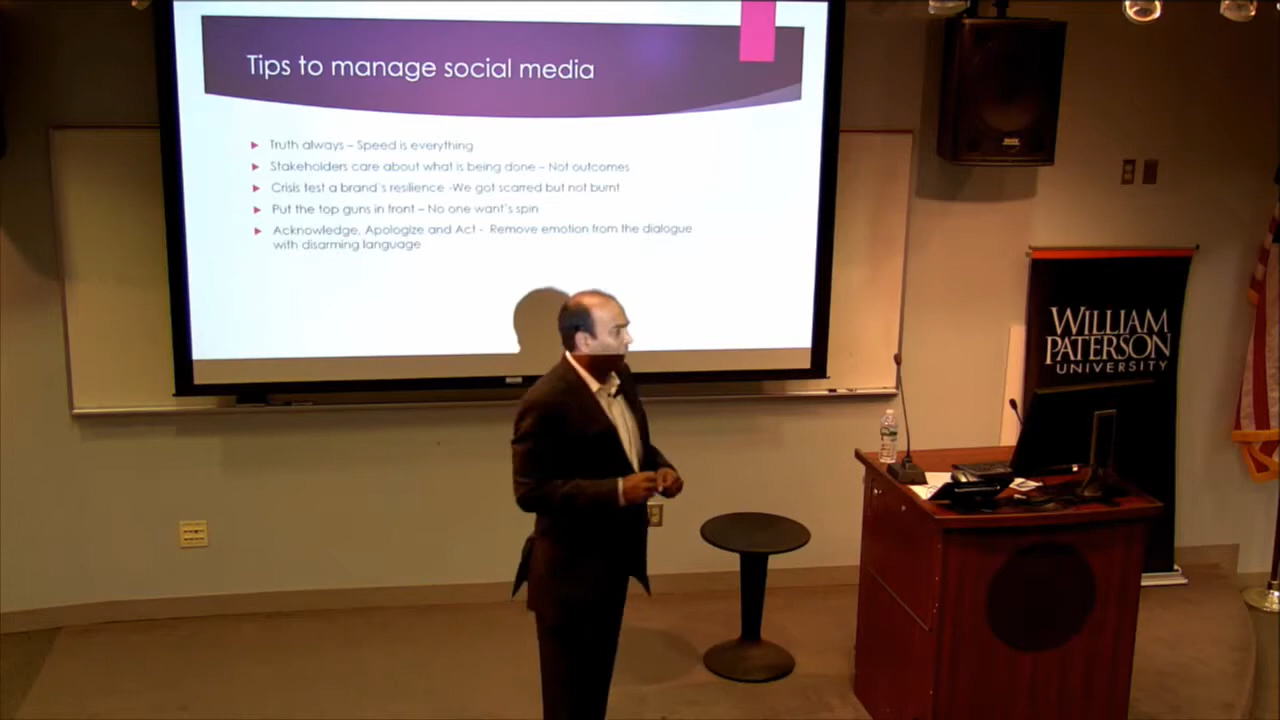 Tips to manage social media
Truth always – Speed is everything
Stakeholders care about what is being done – Not outcomes
Crisis test a brand's resilience -We got scarred but not burnt
Put the top guns in front – No one want's spin
Acknowledge, Apologize and Act - Remove emotion from the dialogue
with disarming language
WILLIAM
PATERSON
UNIVERSITY